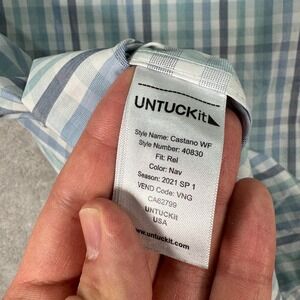 UNTUCKit
Style Name: Castano WF
Style Number: 40830
Fit: Rel
Color: Nav
Season: 2021 SP 1
VEND Code: VNG
CA62799
UNTUCKit
USA
www.untuckit.com